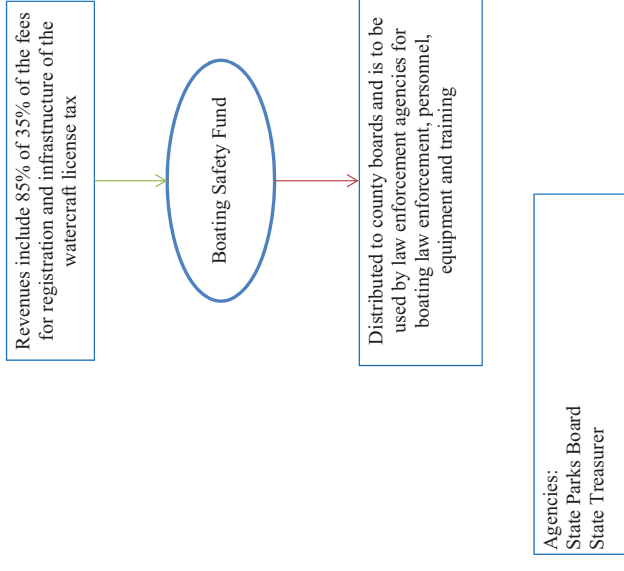 Revenues include 85% of 35% of the fees
for registration and infrastructure of the
watercraft license tax
Boating Safety Fund
Distributed to county boards and is to be
used by law enforcement agencies for
boating law enforcement, personnel,
equipment and training
Agencies:
State Parks Board
State Treasurer